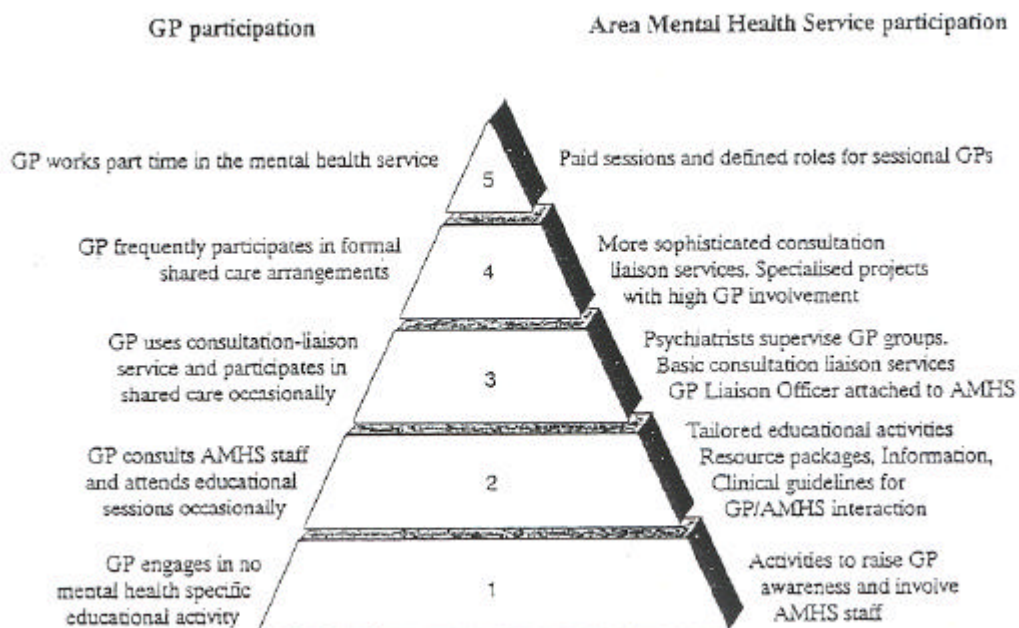 GP participation
Area Mental Health Service participation
GP works part time in the mental health service
5
Paid sessions and defined roles for sessional GPs
GP frequently participates in formal
shared care arrangements
4
More sophisticated consultation
liaison services. Specialised projects
with high GP involvement
GP uses consultation-liaison
service and participates in
shared care occasionally
3
Psychiatrists supervise GP groups.
Basic consultation liaison services
GP Liaison Officer attached to AMHS
GP consults AMHS staff
and attends educational
sessions occasionally
2
Tailored educational activities
Resource packages, Information,
Clinical guidelines for
GP/AMHS interaction
GP engages in no
mental health specific
educational activity
1
Activities to raise GP
awareness and involve
AMHS staff